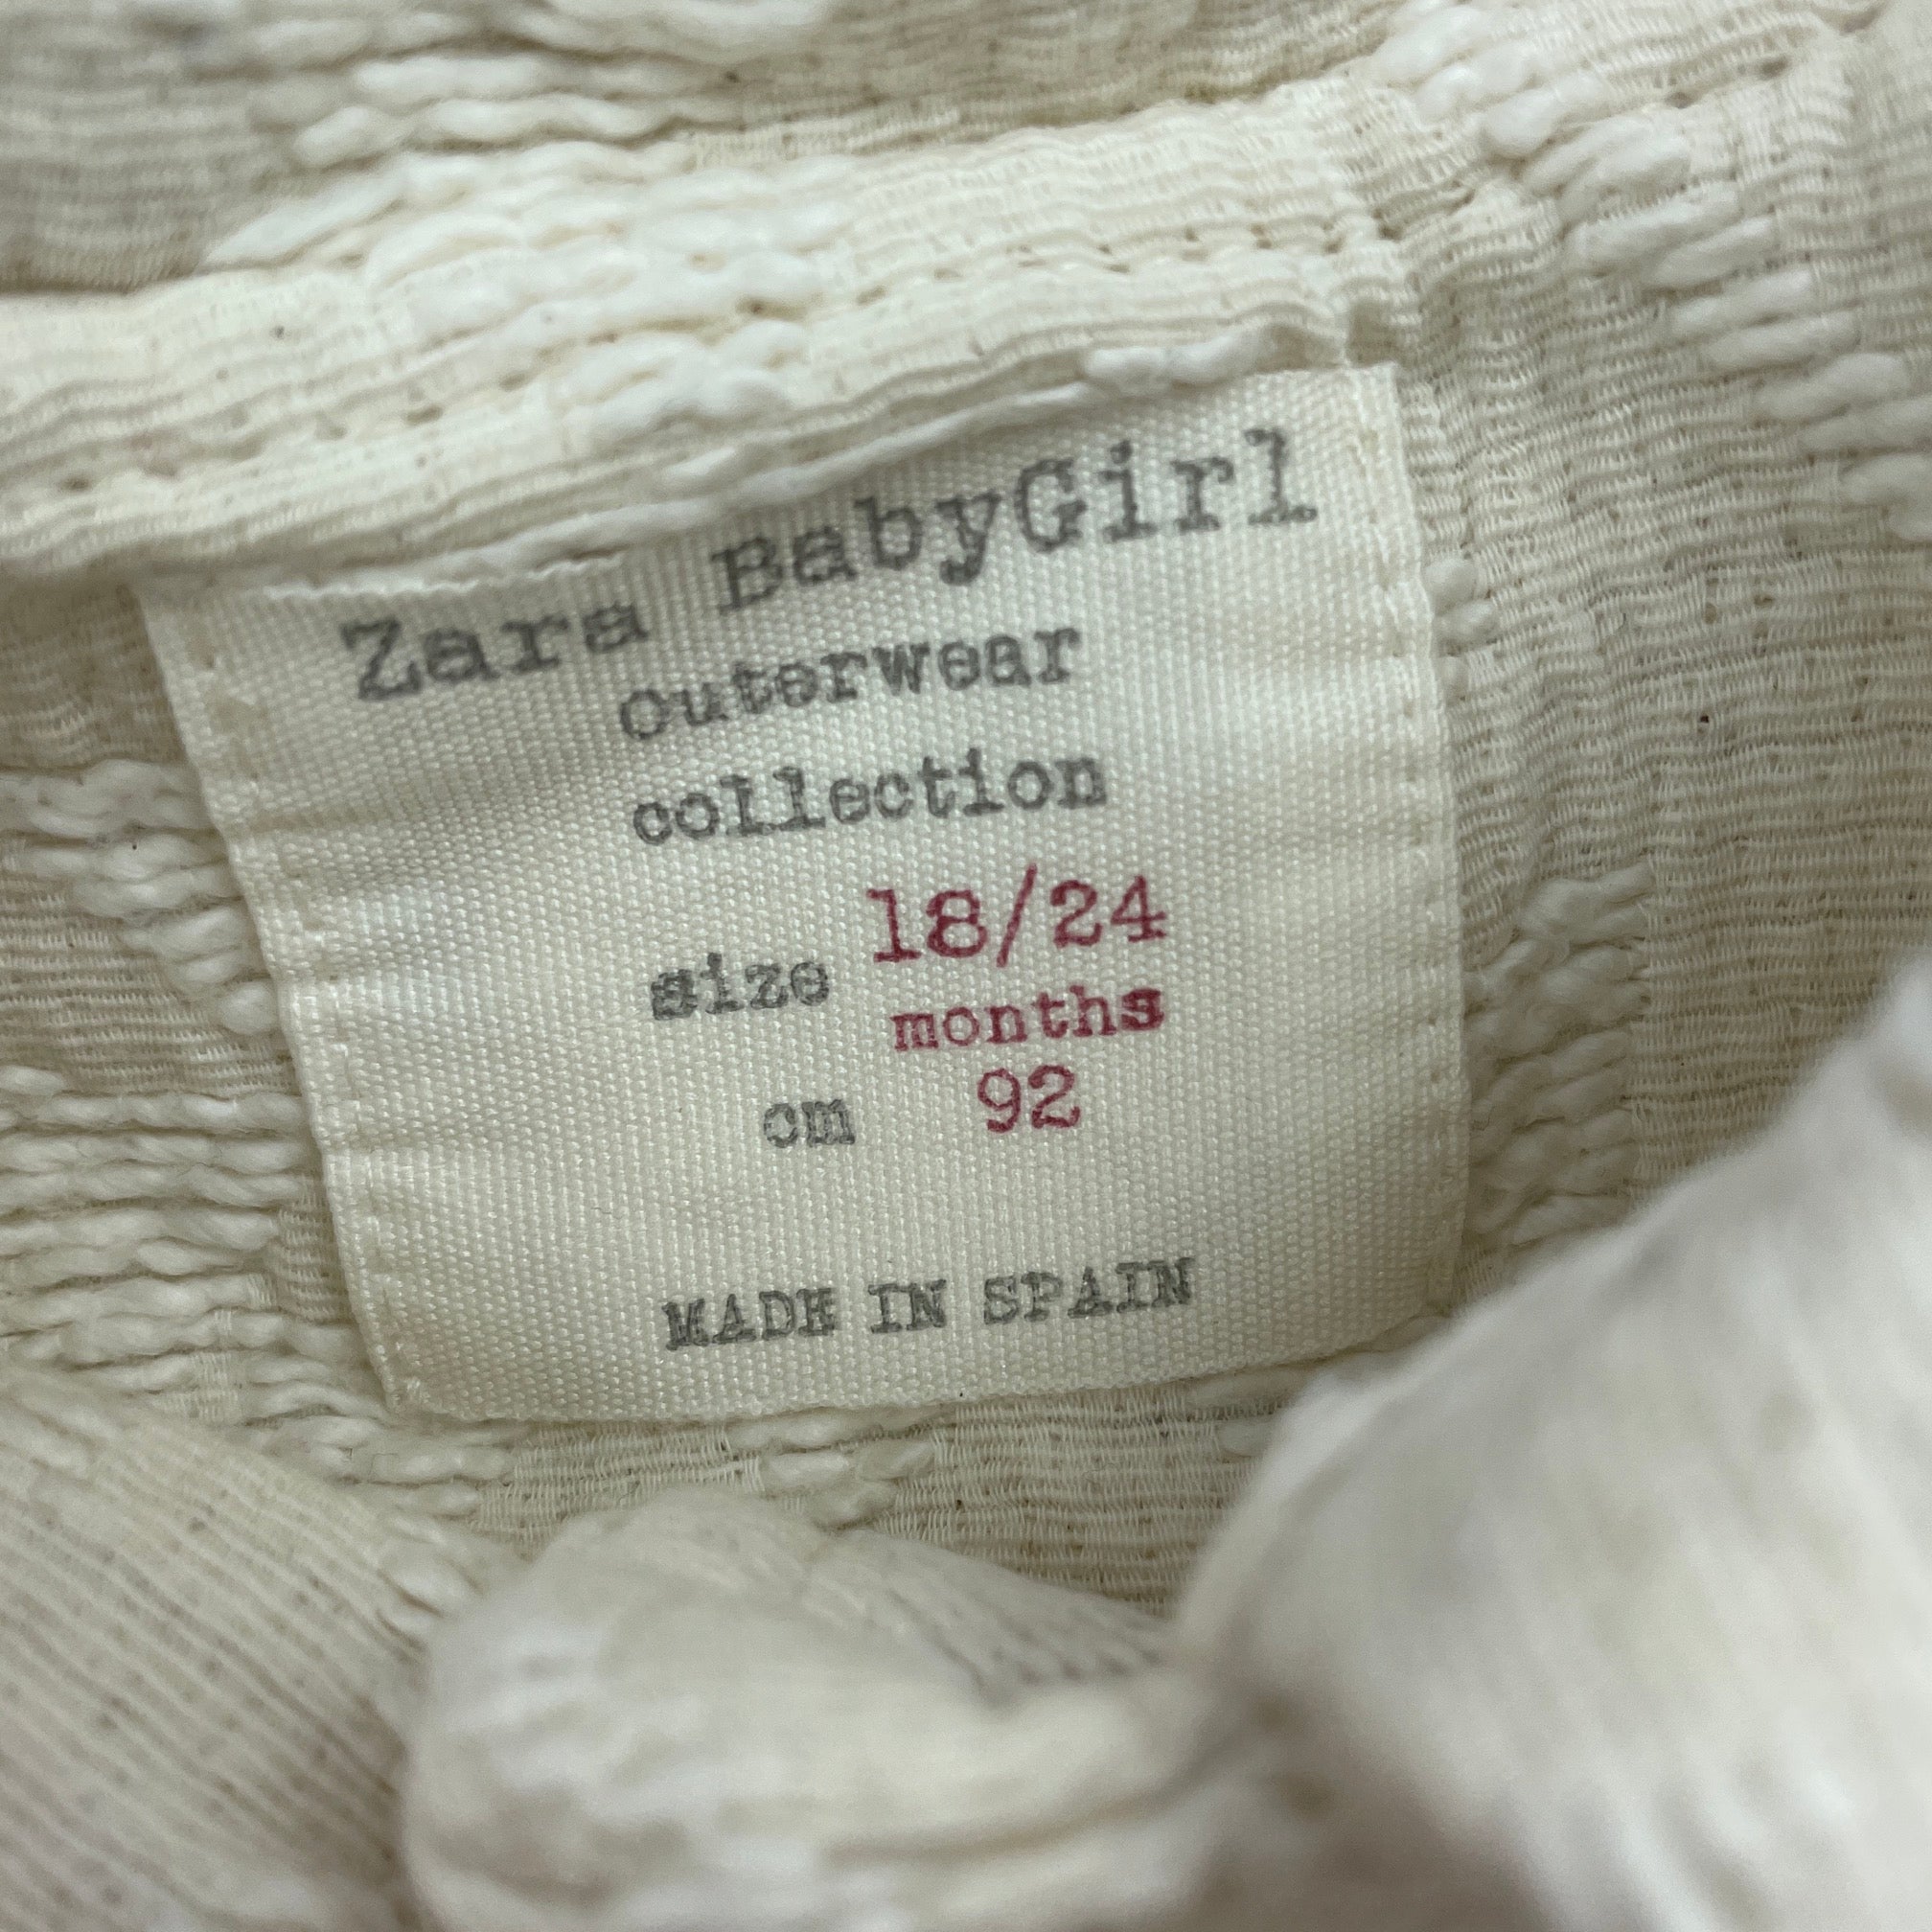 Zara BabyGirl
outerwear
collection
size 18/24
months
cm 92
MADE IN SPAIN